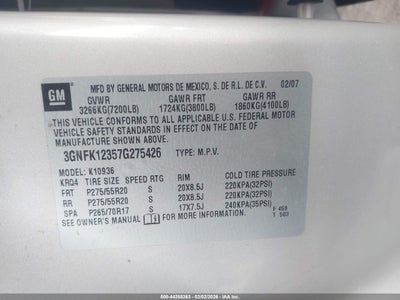 GM
MFD BY GENERAL MOTORS DE MEXICO, S. DE R.L. DE C.V. 02/07
GVWR GAWR FRT GAWR RR
3266KG(7200LB) 1724KG(3800LB) 1860KG(4100LB)
THIS VEHICLE CONFORMS TO ALL APPLICABLE U.S. FEDERAL MOTOR
VEHICLE SAFETY STANDARDS IN EFFECT ON THE DATE OF
MANUFACTURE SHOWN ABOVE.
3GNFK12357G275426 TYPE: M.P.V.
MODEL: K10936
KRQ4 TIRE SIZE SPEED RTG RIM COLD TIRE PRESSURE
FRT P275/55R20 S 20X8.5J 220KPA(32PSI)
RR P275/55R20 S 20X8.5J 220KPA(32PSI)
SPA P265/70R17 S 17X7.5J 240KPA(35PSI)
SEE OWNER'S MANUAL FOR ADDITIONAL INFORMATION
F 459
T 503
500-44268263 - 02/02/2026 - IAAI.COM